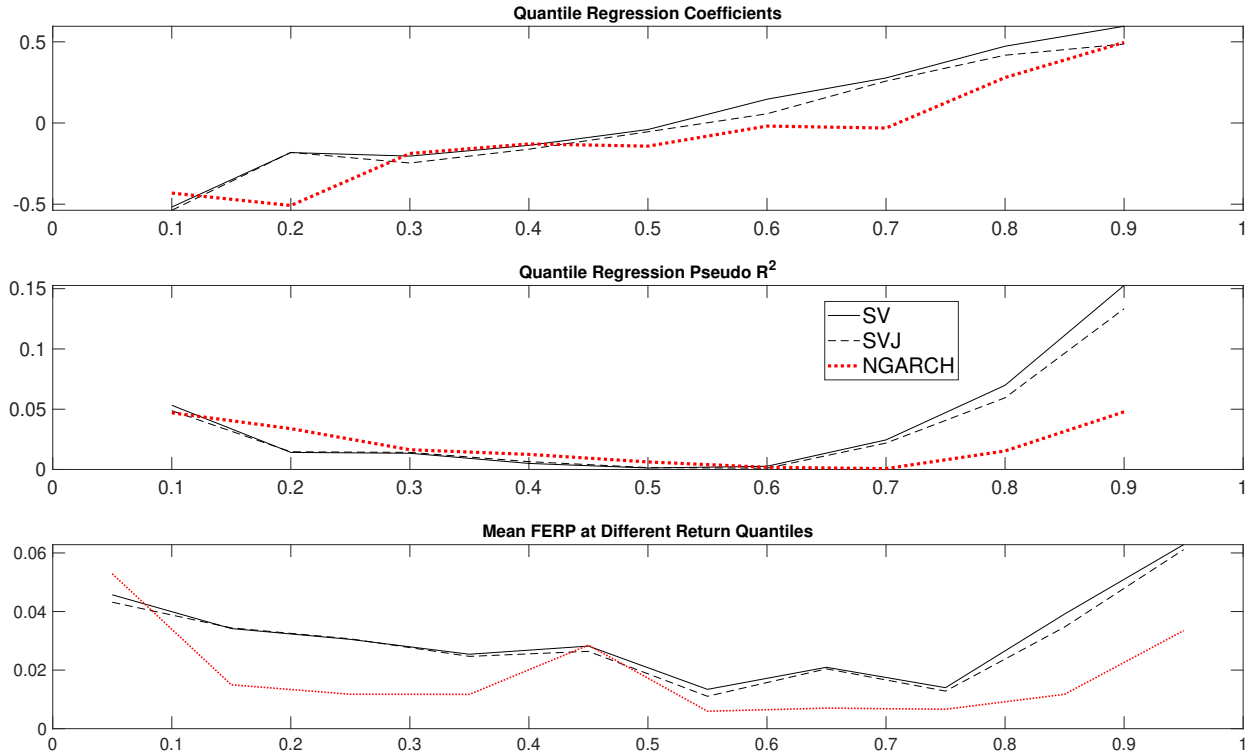 Quantile Regression Coefficients
0.5
0
-0.5
0 0.1 0.2 0.3 0.4 0.5 0.6 0.7 0.8 0.9 1
Quantile Regression Pseudo R²
0.15
0.1
0.05
0
SV
SVJ
NGARCH
0 0.1 0.2 0.3 0.4 0.5 0.6 0.7 0.8 0.9 1
Mean FERP at Different Return Quantiles
0.06
0.04
0.02
0
0 0.1 0.2 0.3 0.4 0.5 0.6 0.7 0.8 0.9 1